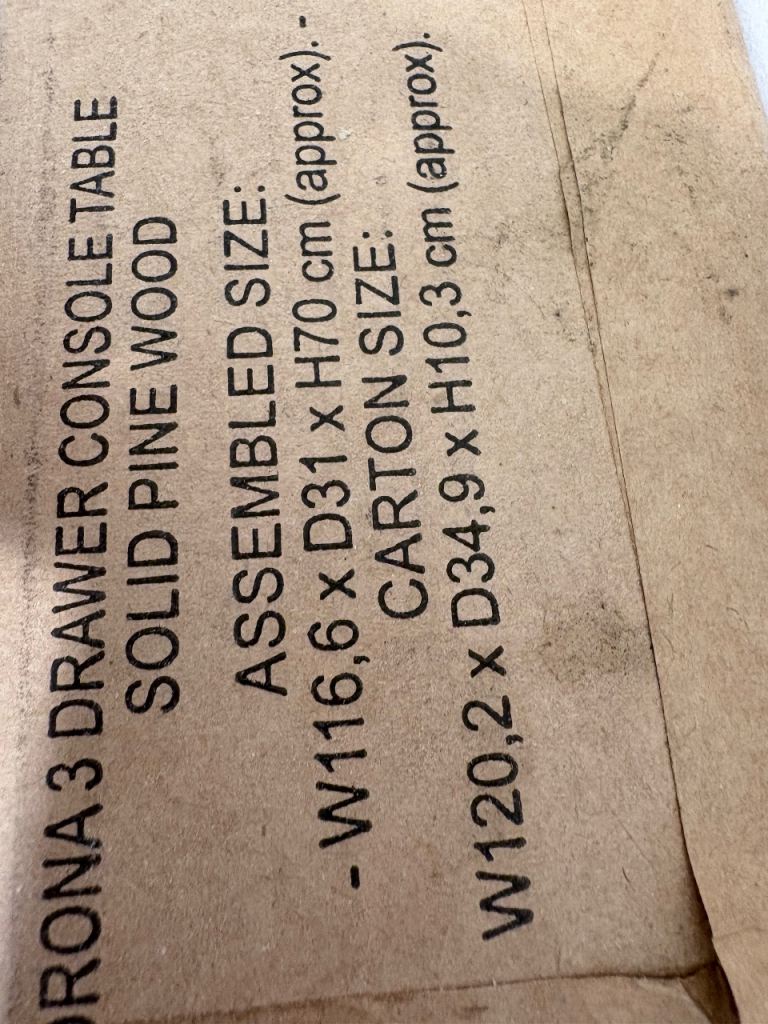 ORONA 3 DRAWER CONSOLE TABLE
SOLID PINE WOOD
ASSEMBLED SIZE:
- W116,6 x D31 x H70 cm (approx). -
CARTON SIZE:
W120,2 x D34,9 x H10,3 cm (approx).